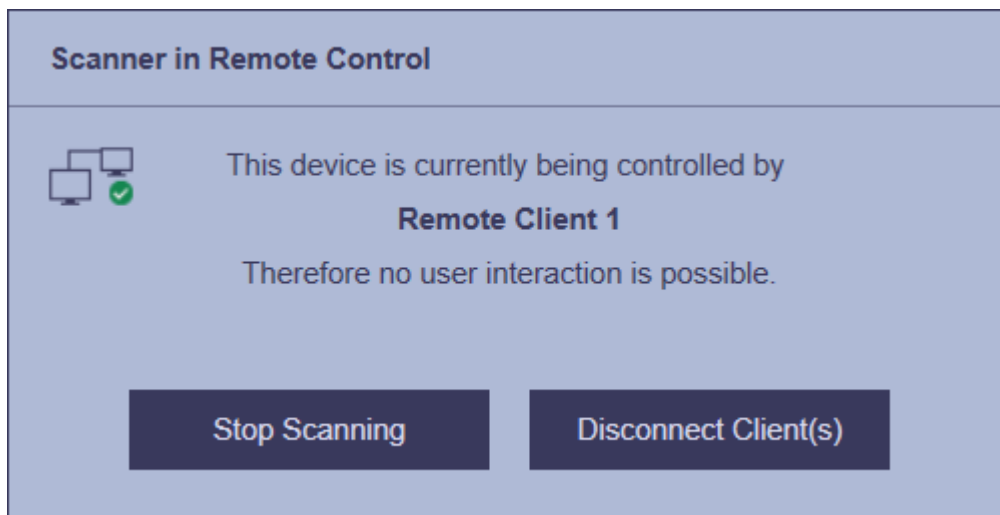 Scanner in Remote Control
This device is currently being controlled by
Remote Client 1
Therefore no user interaction is possible.
Stop Scanning
Disconnect Client(s)